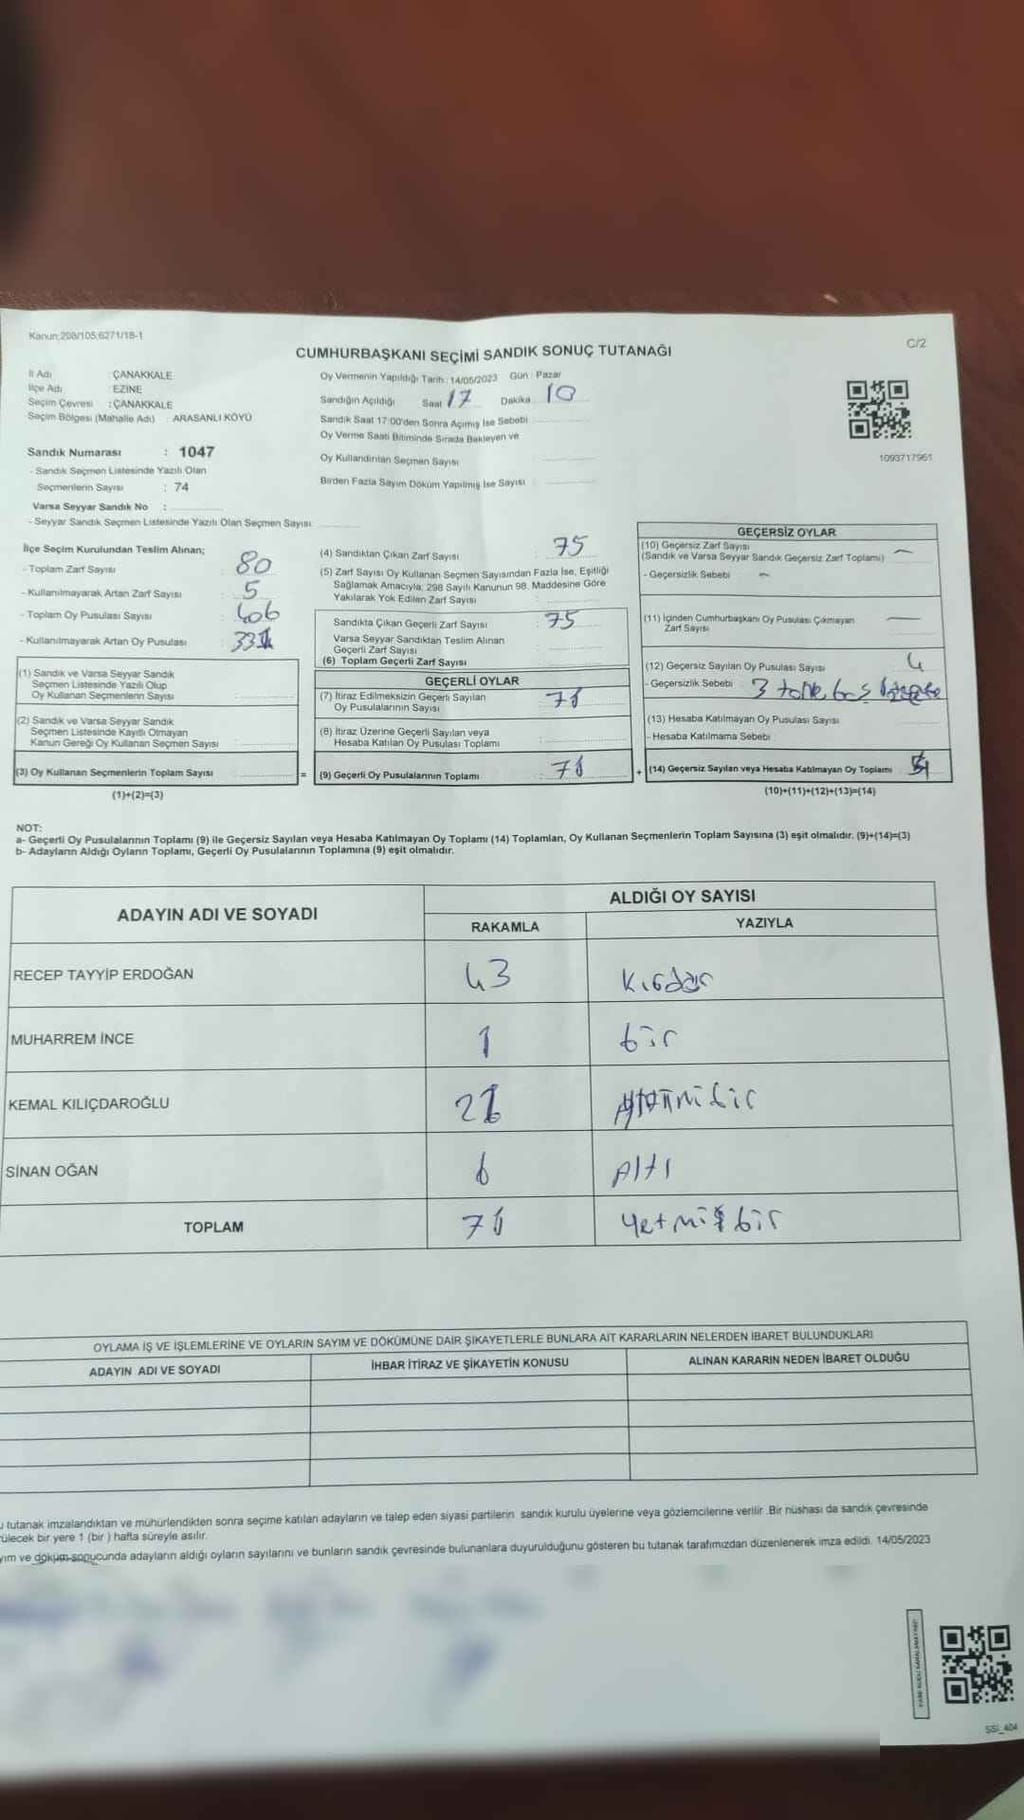 Kanun:298/105,6271/18-1
C/2
CUMHURBAŞKANI SEÇİMİ SANDIK SONUÇ TUTANAĞI
İl Adı : ÇANAKKALE
İlçe Adı : EZİNE
Seçim Çevresi : ÇANAKKALE
Seçim Bölgesi (Mahalle Adı) : ARASANLI KÖYÜ
Sandık Numarası : 1047
- Sandık Seçmen Listesinde Yazılı Olan
Seçmenlerin Sayısı : 74
Varsa Seyyar Sandık No :
- Seyyar Sandık Seçmen Listesinde Yazılı Olan Seçmen Sayısı
Oy Vermenin Yapıldığı Tarih: 14/05/2023 Gün : Pazar
Sandığın Açıldığı Saat 17 Dakika 10
Sandık Saat 17:00'den Sonra Açımış İse Sebebi
Oy Verme Saati Bitiminde Sırada Bekleyen ve
Oy Kullandırılan Seçmen Sayısı
Birden Fazla Sayım Döküm Yapılmış İse Sayısı
1093717961
İlçe Seçim Kurulundan Teslim Alınan;
- Toplam Zarf Sayısı 80
- Kullanılmayarak Artan Zarf Sayısı 5
- Toplam Oy Pusulası Sayısı 406
- Kullanılmayarak Artan Oy Pusulası 331
(1) Sandık ve Varsa Seyyar Sandık
Seçmen Listesinde Yazılı Olup
Oy Kullanan Seçmenlerin Sayısı
(2) Sandık ve Varsa Seyyar Sandık
Seçmen Listesinde Kayıtlı Olmayan
Kanun Gereği Oy Kullanan Seçmen Sayısı
(3) Oy Kullanan Seçmenlerin Toplam Sayısı =
(1)+(2)=(3)
(4) Sandıktan Çıkan Zarf Sayısı : 75
(5) Zarf Sayısı Oy Kullanan Seçmen Sayısından Fazla İse, Eşitliği
Sağlamak Amacıyla, 298 Sayılı Kanunun 98. Maddesine Göre
Yakılarak Yok Edilen Zarf Sayısı
Sandıkta Çıkan Geçerli Zarf Sayısı : 75
Varsa Seyyar Sandıktan Teslim Alınan
Geçerli Zarf Sayısı
(6) Toplam Geçerli Zarf Sayısı
GEÇERLİ OYLAR
(7) İtiraz Edilmeksizin Geçerli Sayılan
Oy Pusulalarının Sayısı 71
(8) İtiraz Üzerine Geçerli Sayılan veya
Hesaba Katılan Oy Pusulası Toplamı
(9) Geçerli Oy Pusulalarının Toplamı 71 +
GEÇERSİZ OYLAR
(10) Geçersiz Zarf Sayısı —
(Sandık ve Varsa Seyyar Sandık Geçersiz Zarf Toplamı)
- Geçersizlik Sebebi —
(11) İçinden Cumhurbaşkanı Oy Pusulası Çıkmayan —
Zarf Sayısı
(12) Geçersiz Sayılan Oy Pusulası Sayısı 4
- Geçersizlik Sebebi 3 tane boş
(13) Hesaba Katılmayan Oy Pusulası Sayısı
- Hesaba Katılmama Sebebi
(14) Geçersiz Sayılan veya Hesaba Katılmayan Oy Toplamı
(10)+(11)+(12)+(13)=(14)
NOT:
a- Geçerli Oy Pusulalarının Toplamı (9) ile Geçersiz Sayılan veya Hesaba Katılmayan Oy Toplamı (14) Toplamları, Oy Kullanan Seçmenlerin Toplam Sayısına (3) eşit olmalıdır. (9)+(14)=(3)
b- Adayların Aldığı Oyların Toplamı, Geçerli Oy Pusulalarının Toplamına (9) eşit olmalıdır.
ADAYIN ADI VE SOYADI
ALDIĞI OY SAYISI
RAKAMLA YAZIYLA
RECEP TAYYİP ERDOĞAN 43
MUHARREM İNCE 1 bir
KEMAL KILIÇDAROĞLU 21
SİNAN OĞAN 6 Altı
TOPLAM 71 Yetmiş bir
OYLAMA İŞ VE İŞLEMLERİNE VE OYLARIN SAYIM VE DÖKÜMÜNE DAİR ŞİKAYETLERLE BUNLARA AİT KARARLARIN NELERDEN İBARET BULUNDUKLARI
ADAYIN ADI VE SOYADI İHBAR İTİRAZ VE ŞİKAYETİN KONUSU ALINAN KARARIN NEDEN İBARET OLDUĞU
tutanak imzalandıktan ve mühürlendikten sonra seçime katılan adayların ve talep eden siyasi partilerin sandık kurulu üyelerine veya gözlemcilerine verilir. Bir nüshası da sandık çevresinde
bir yere 1 (bir ) hafta süreyle asılır.
ve döküm sonucunda adayların aldığı oyların sayılarını ve bunların sandık çevresinde bulunanlara duyurulduğunu gösteren bu tutanak tarafımızdan düzenlenerek imza edildi. 14/05/2023
SSI_404